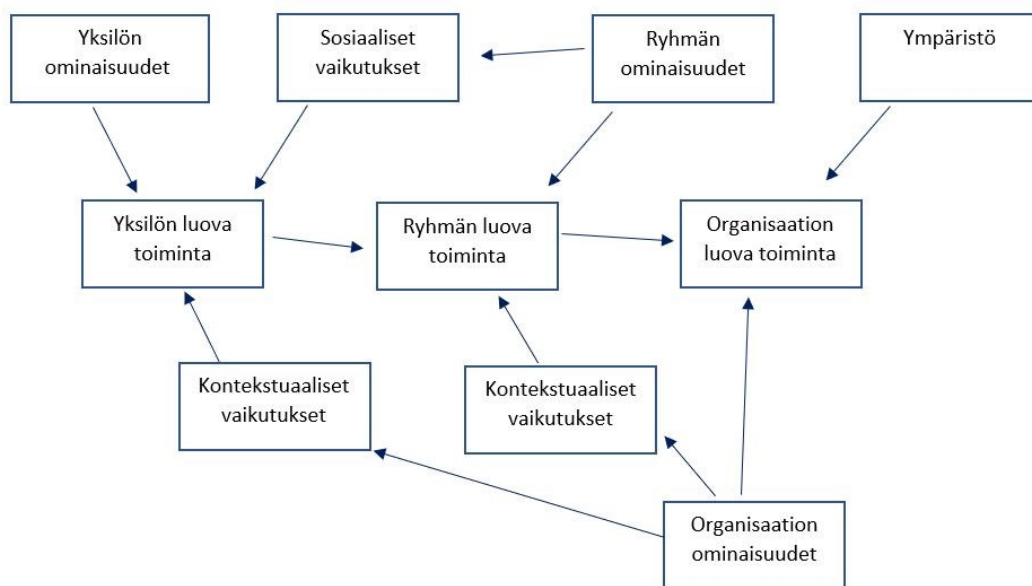 Yksilön
ominaisuudet
Sosiaaliset
vaikutukset
Ryhmän
ominaisuudet
Ympäristö
Yksilön luova
toiminta
Ryhmän luova
toiminta
Organisaation
luova toiminta
Kontekstuaaliset
vaikutukset
Kontekstuaaliset
vaikutukset
Organisaation
ominaisuudet